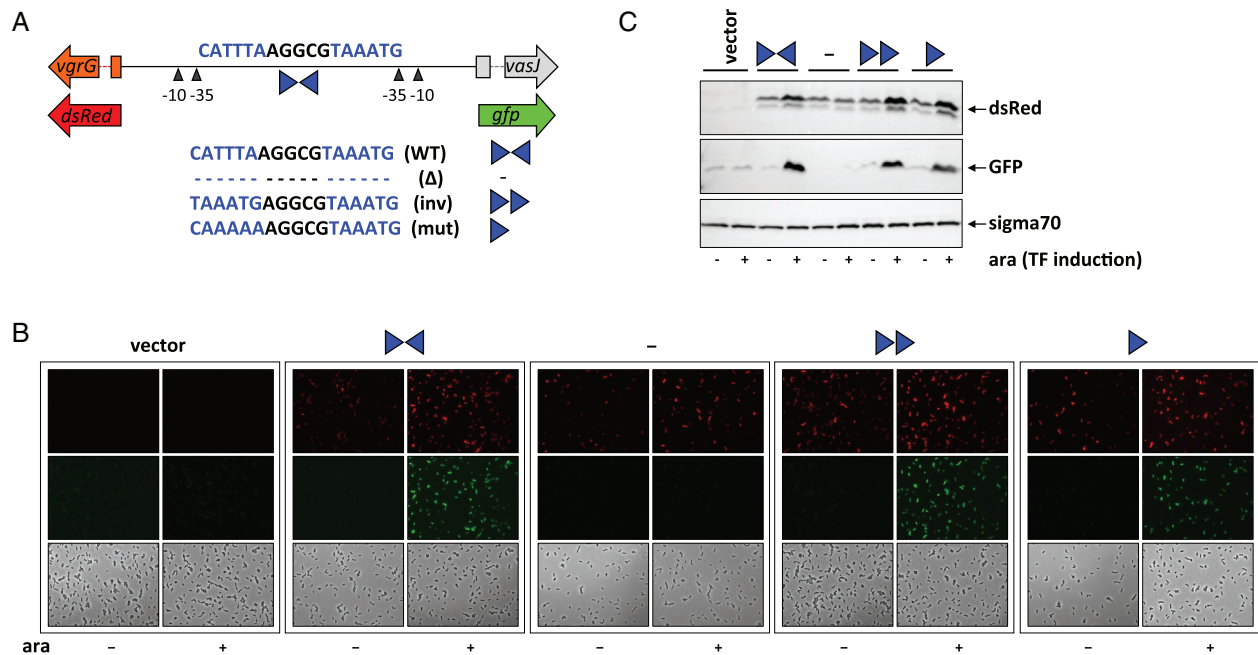 A
CATTTAAGGCGTAAATG
vgrG
vasJ
-10 -35
-35 -10
dsRed
gfp
CATTTAAGGCGTAAATG (WT)
- - - - - - - - - - - - - - - - - (Δ) -
TAAATGAGGCGTAAATG (inv)
CAAAAAAGGCGTAAATG (mut)
C
vector
–
dsRed
GFP
sigma70
- + - + - + - + - + ara (TF induction)
B
vector
–
ara – + – + – + – + – +